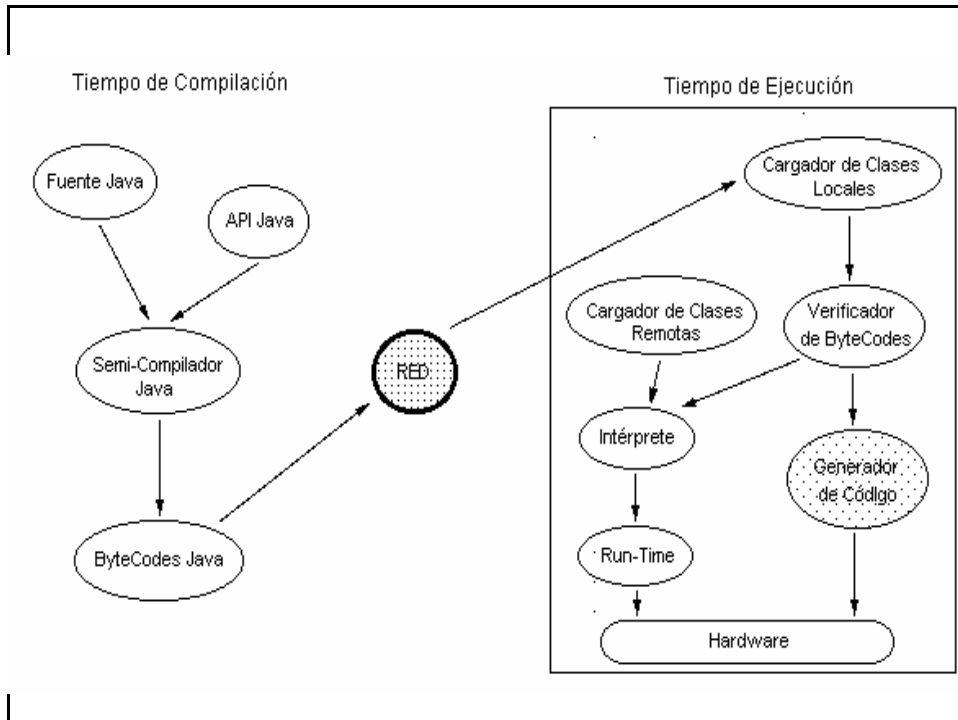 Tiempo de Compilación
Tiempo de Ejecución
Fuente Java
API Java
Semi-Compilador
Java
ByteCodes Java
RED
Cargador de Clases
Locales
Cargador de Clases
Remotas
Verificador
de ByteCodes
Intérprete
Generador
de Código
Run-Time
Hardware